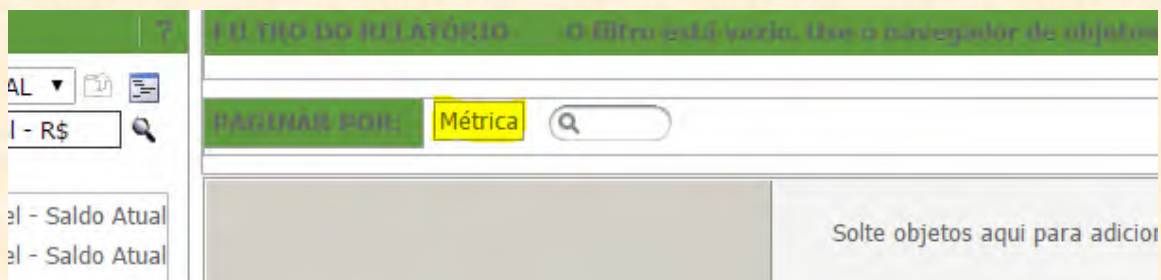 ? FILTRO DO RELATÓRIO O filtro está vazio. Use o navegador de objetos
AL
l - R$
PAGINAR POR: Métrica
el - Saldo Atual
el - Saldo Atual
Solte objetos aqui para adicion